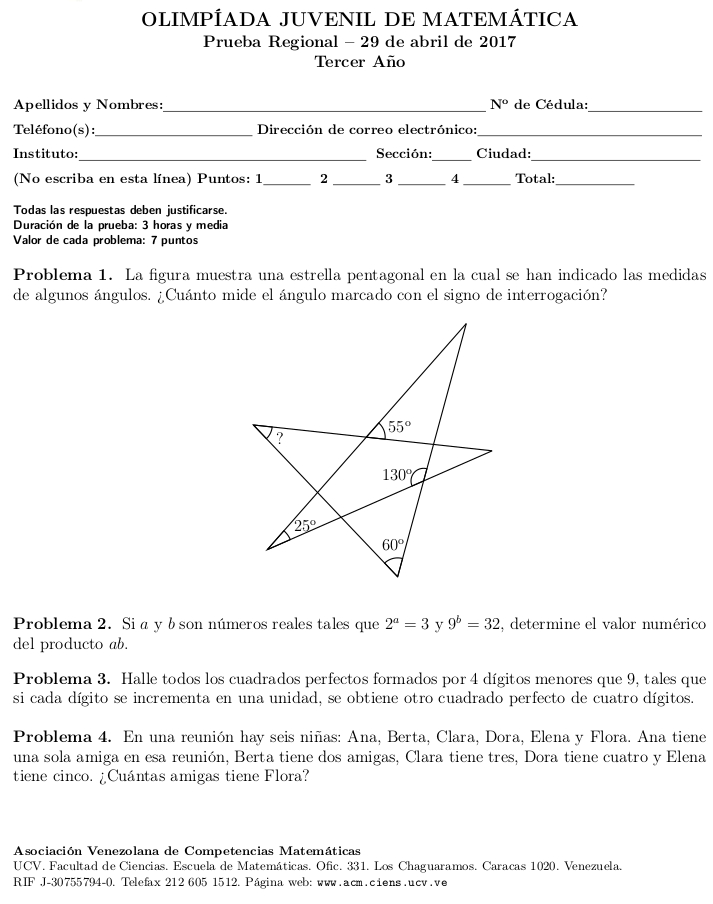 OLIMPÍADA JUVENIL DE MATEMÁTICA
Prueba Regional – 29 de abril de 2017
Tercer Año
Apellidos y Nombres:________________________________________ Nº de Cédula:______________
Teléfono(s):___________________ Dirección de correo electrónico:___________________________
Instituto:___________________________________ Sección:_____ Ciudad:_____________________
(No escriba en esta línea) Puntos: 1______ 2 ______ 3 ______ 4 ______ Total:__________
Todas las respuestas deben justificarse.
Duración de la prueba: 3 horas y media
Valor de cada problema: 7 puntos
Problema 1. La figura muestra una estrella pentagonal en la cual se han indicado las medidas
de algunos ángulos. ¿Cuánto mide el ángulo marcado con el signo de interrogación?
55º
?
130º
25º
60º
Problema 2. Si a y b son números reales tales que 2^a = 3 y 9^b = 32, determine el valor numérico
del producto ab.
Problema 3. Halle todos los cuadrados perfectos formados por 4 dígitos menores que 9, tales que
si cada dígito se incrementa en una unidad, se obtiene otro cuadrado perfecto de cuatro dígitos.
Problema 4. En una reunión hay seis niñas: Ana, Berta, Clara, Dora, Elena y Flora. Ana tiene
una sola amiga en esa reunión, Berta tiene dos amigas, Clara tiene tres, Dora tiene cuatro y Elena
tiene cinco. ¿Cuántas amigas tiene Flora?
Asociación Venezolana de Competencias Matemáticas
UCV. Facultad de Ciencias. Escuela de Matemáticas. Ofic. 331. Los Chaguaramos. Caracas 1020. Venezuela.
RIF J-30755794-0. Telefax 212 605 1512. Página web: www.acm.ciens.ucv.ve